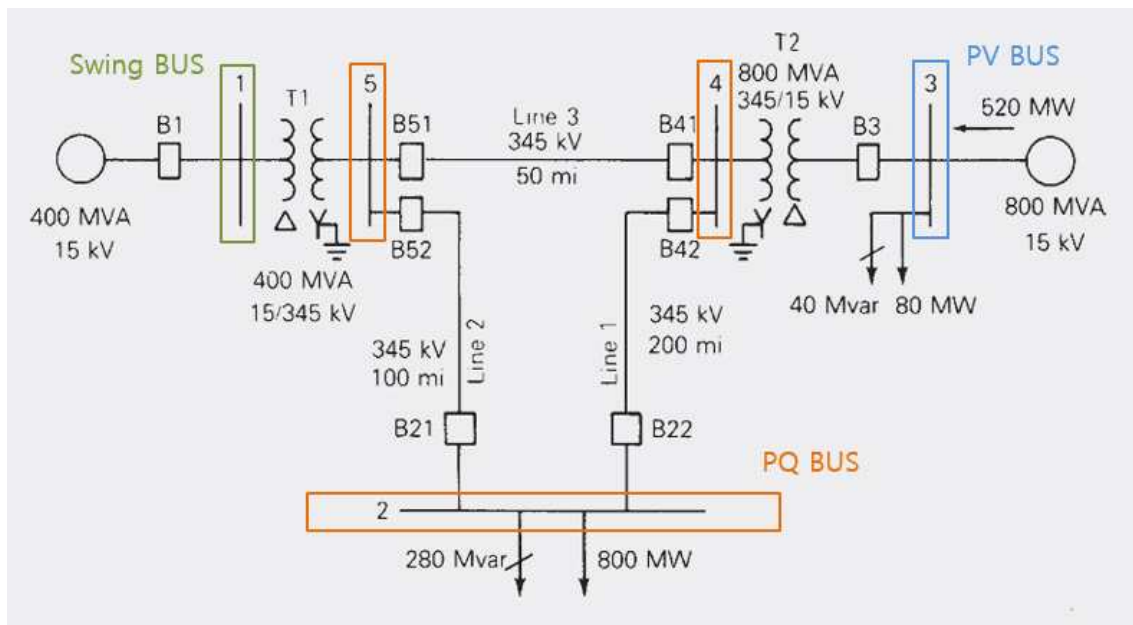 Swing BUS
1
T1
5
B1
B51
400 MVA
15 kV
B52
400 MVA
15/345 kV
Line 3
345 kV
50 mi
T2
800 MVA
345/15 kV
4
B41
B42
PV BUS
3
B3
520 MW
800 MVA
15 kV
40 Mvar 80 MW
345 kV
100 mi
Line 2
345 kV
200 mi
Line 1
B21
B22
PQ BUS
2
280 Mvar
800 MW